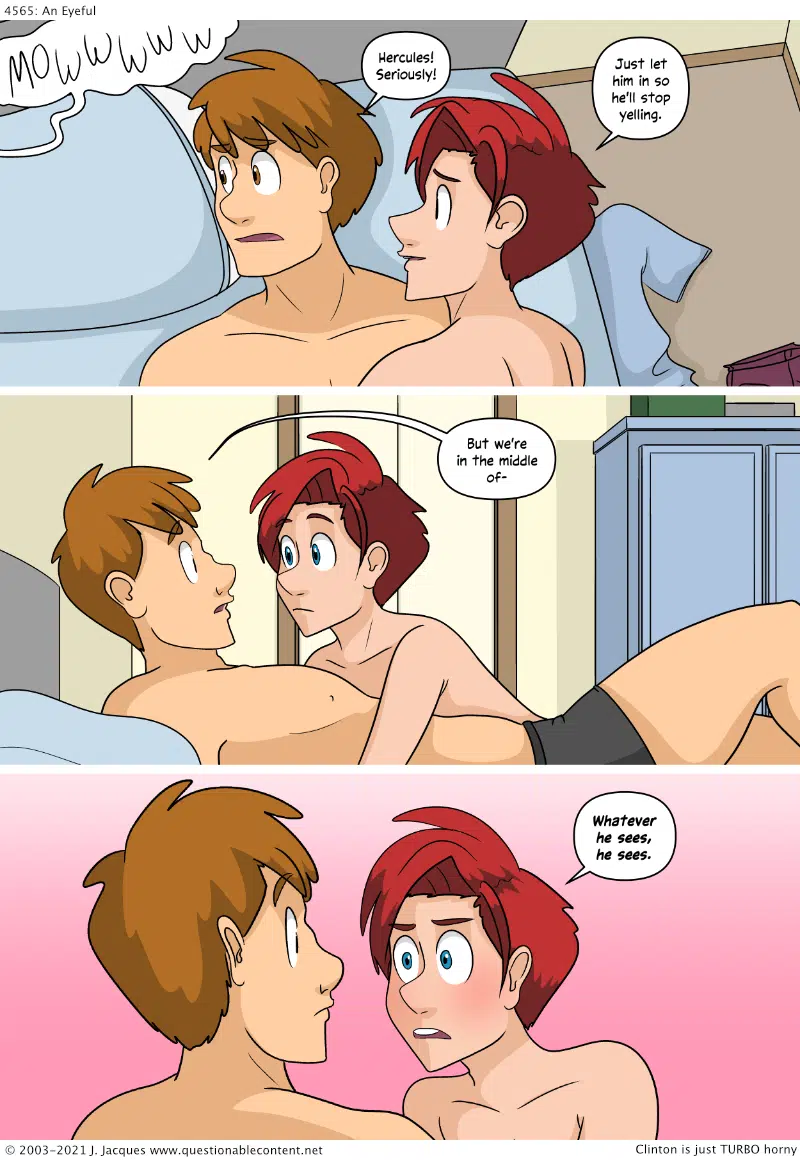 4565: An Eyeful
MOWWWWW
Hercules!
Seriously!
Just let
him in so
he'll stop
yelling.
But we're
in the middle
of-
Whatever
he sees,
he sees.
© 2003-2021 J. Jacques www.questionablecontent.net
Clinton is just TURBO horny